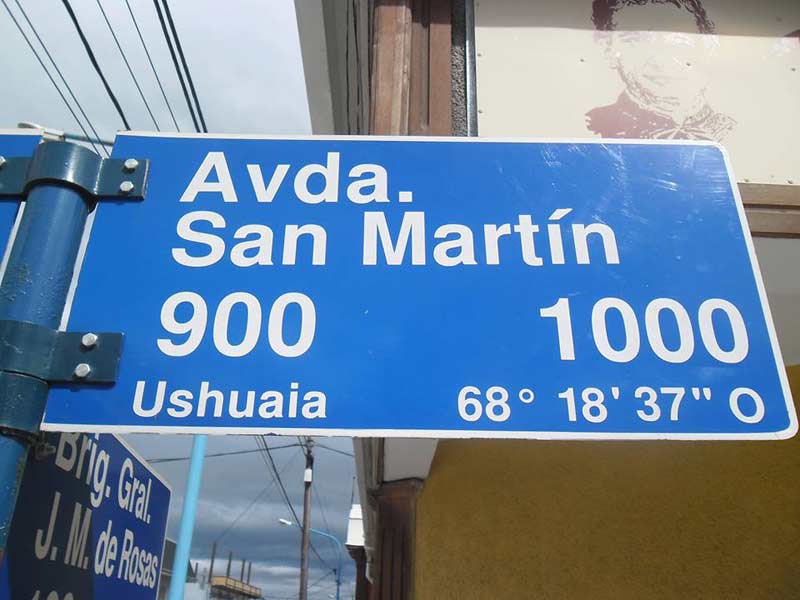 Avda.
San Martín
900 1000
Ushuaia 68° 18' 37" O
Brig. Gral.
J. M. de Rosas